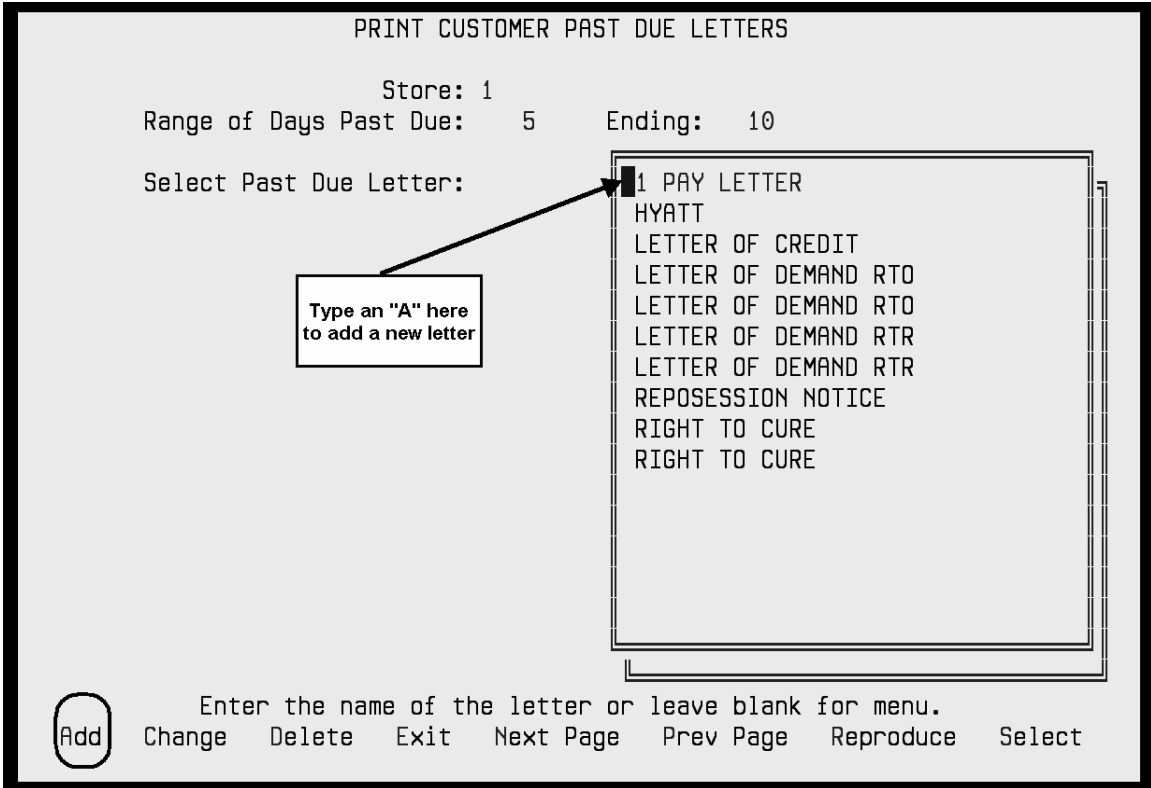 PRINT CUSTOMER PAST DUE LETTERS
Store: 1
Range of Days Past Due: 5 Ending: 10
Select Past Due Letter:
1 PAY LETTER
HYATT
LETTER OF CREDIT
LETTER OF DEMAND RTO
LETTER OF DEMAND RTO
LETTER OF DEMAND RTR
LETTER OF DEMAND RTR
REPOSESSION NOTICE
RIGHT TO CURE
RIGHT TO CURE
Type an "A" here
to add a new letter
Enter the name of the letter or leave blank for menu.
Add Change Delete Exit Next Page Prev Page Reproduce Select